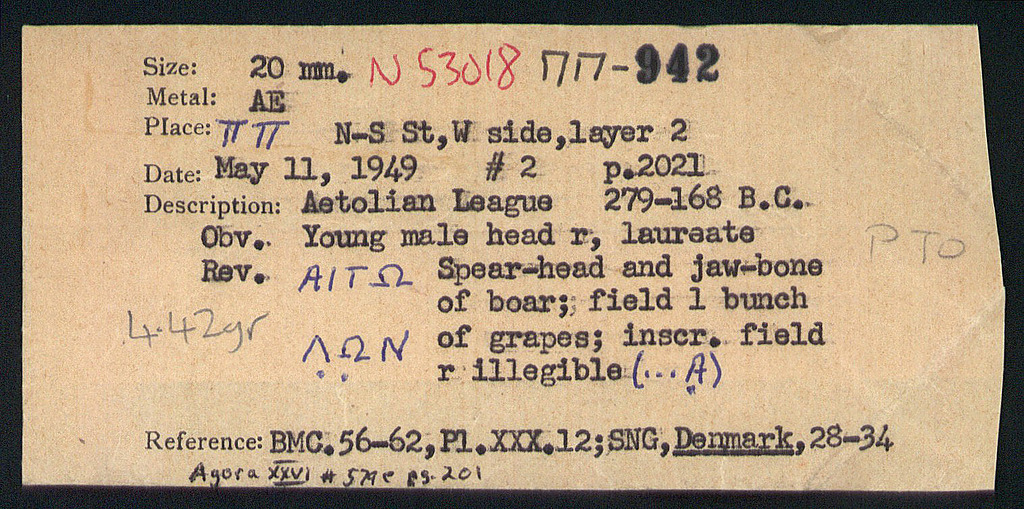 Size: 20 mm. N 53018 ΠΠ-942
Metal: AE
Place: ΠΠ N-S St,W side,layer 2
Date: May 11, 1949 # 2 p.2021
Description: Aetolian League 279-168 B.C.
Obv. Young male head r, laureate
PTO
Rev. ΑΙΤΩ Spear-head and jaw-bone
of boar; field l bunch
4.42gr
Λ̣Ω̣Ν of grapes; inscr. field
r illegible (...Α̣)
Reference: BMC.56-62,Pl.XXX.12;SNG,Denmark,28-34
Agora XXVI # 579e pg. 201